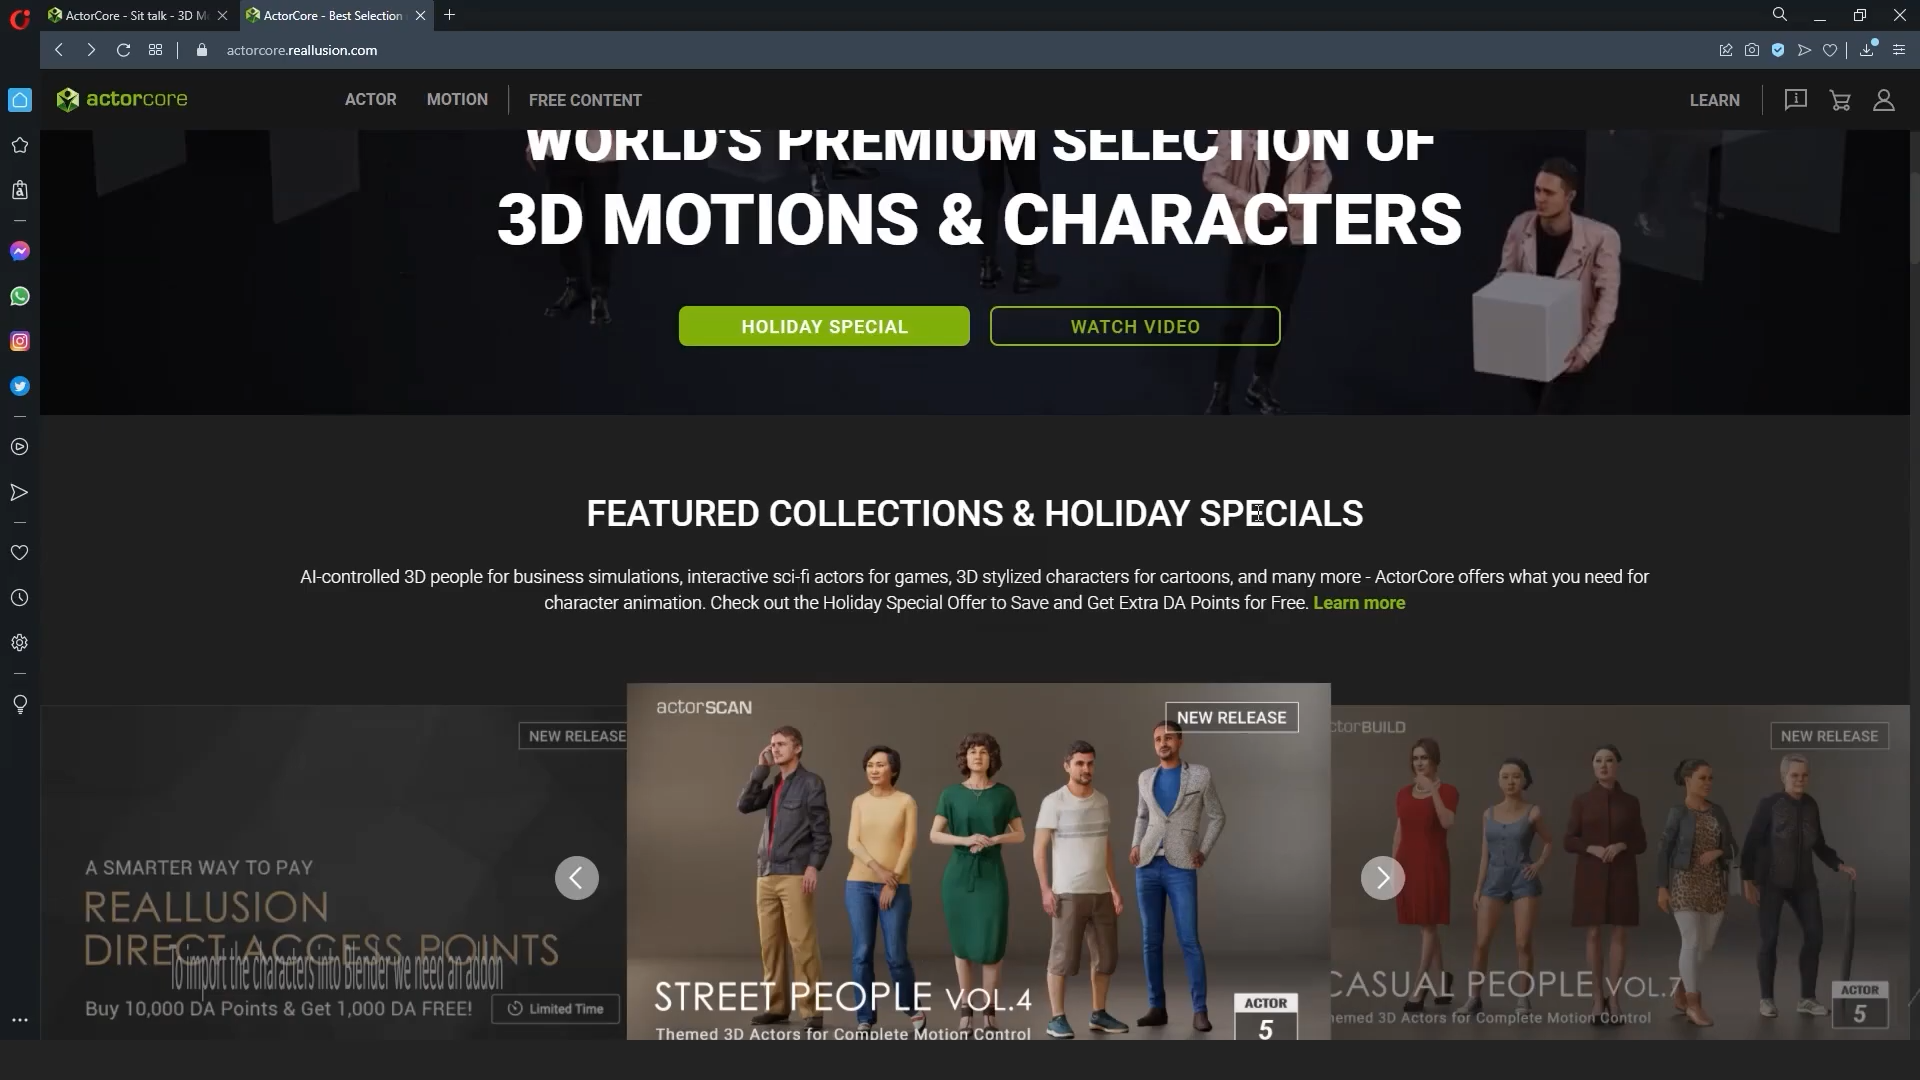 ActorCore - Sit talk - 3D M
ActorCore - Best Selection
actorcore.reallusion.com
actorcore
ACTOR
MOTION
FREE CONTENT
LEARN
WORLD'S PREMIUM SELECTION OF
3D MOTIONS & CHARACTERS
HOLIDAY SPECIAL
WATCH VIDEO
FEATURED COLLECTIONS & HOLIDAY SPECIALS
AI-controlled 3D people for business simulations, interactive sci-fi actors for games, 3D stylized characters for cartoons, and many more - ActorCore offers what you need for
character animation. Check out the Holiday Special Offer to Save and Get Extra DA Points for Free. Learn more
NEW RELEASE
A SMARTER WAY TO PAY
REALLUSION
DIRECT ACCESS POINTS
To import the characters into Blender we need an addon
Buy 10,000 DA Points & Get 1,000 DA FREE!
Limited Time
actorSCAN
NEW RELEASE
STREET PEOPLE VOL.4
Themed 3D Actors for Complete Motion Control
ACTOR
5
ctorBUILD
NEW RELEASE
CASUAL PEOPLE VOL.7
hemed 3D Actors for Complete Motion Control
ACTOR
5